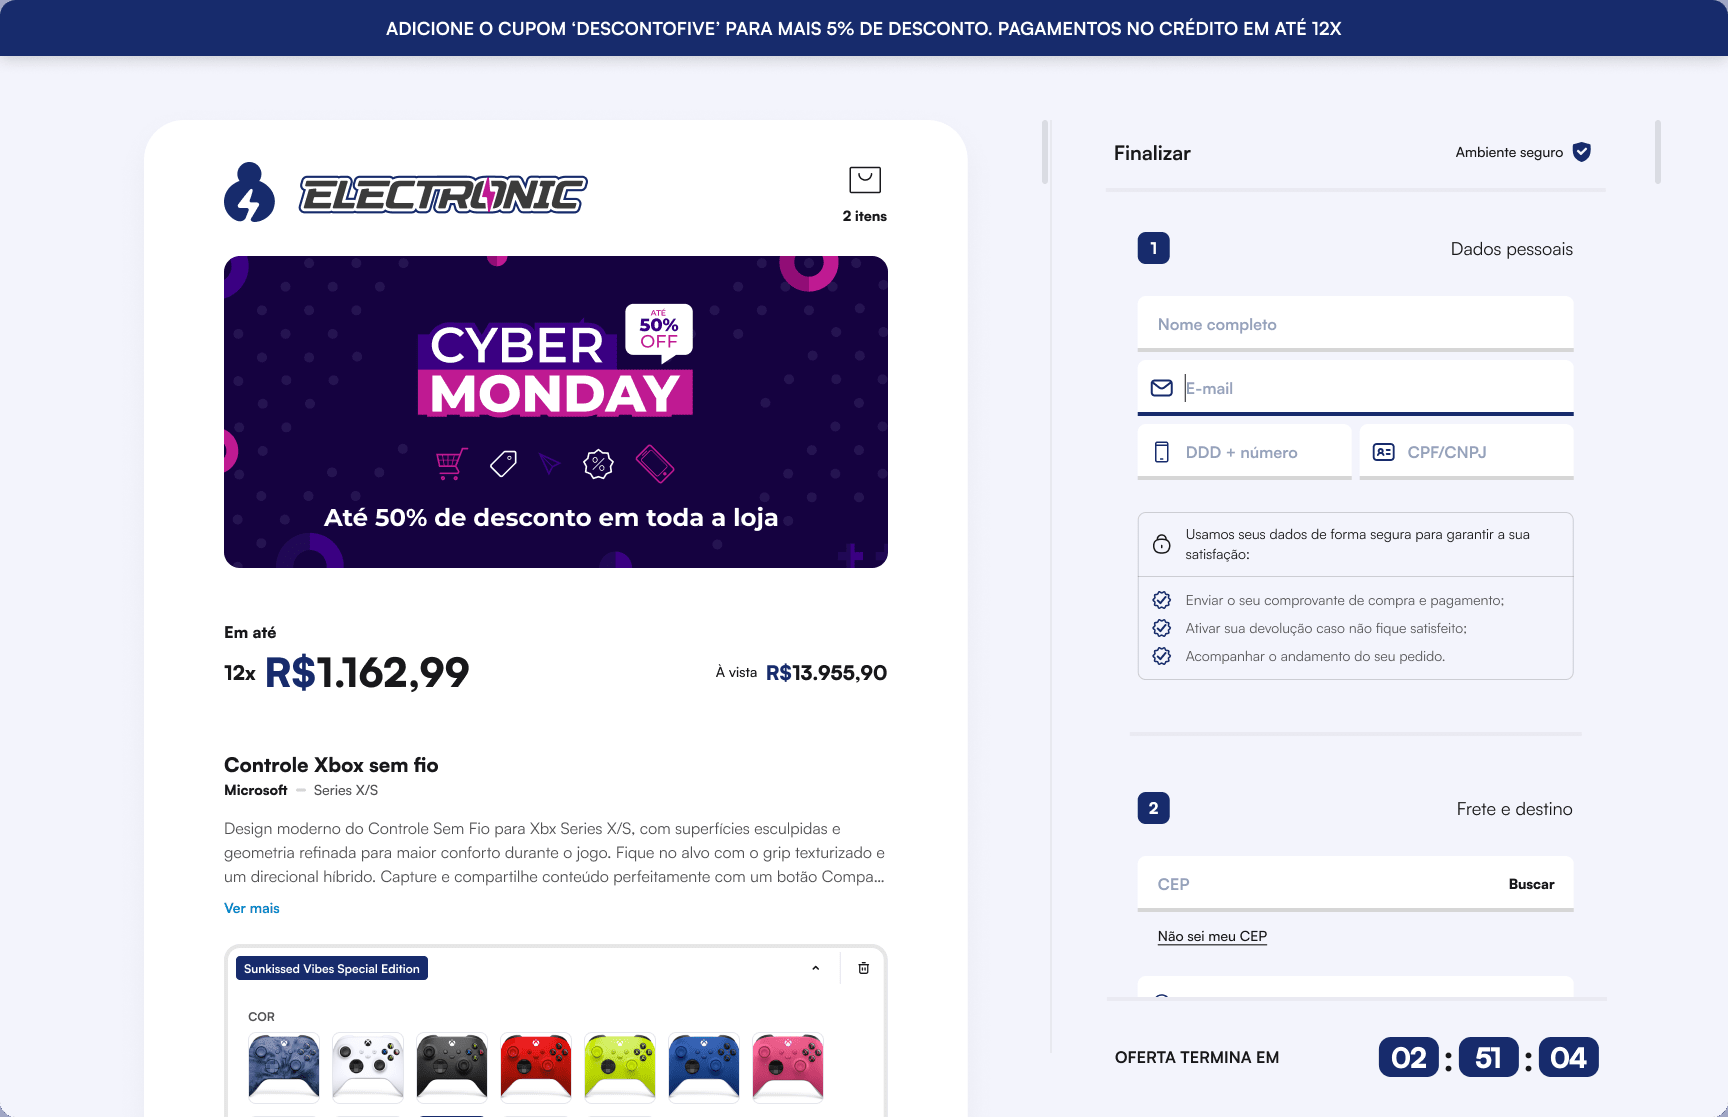 ADICIONE O CUPOM ‘DESCONTOFIVE’ PARA MAIS 5% DE DESCONTO. PAGAMENTOS NO CRÉDITO EM ATÉ 12X
ELECTRONIC
2 itens
CYBER
MONDAY
ATÉ
50%
OFF
Até 50% de desconto em toda a loja
Em até
12x R$1.162,99
À vista R$13.955,90
Controle Xbox sem fio
Microsoft — Series X/S
Design moderno do Controle Sem Fio para Xbx Series X/S, com superfícies esculpidas e
geometria refinada para maior conforto durante o jogo. Fique no alvo com o grip texturizado e
um direcional híbrido. Capture e compartilhe conteúdo perfeitamente com um botão Compa...
Ver mais
Sunkissed Vibes Special Edition
COR
Finalizar
Ambiente seguro
1
Dados pessoais
Nome completo
E-mail
DDD + número
CPF/CNPJ
Usamos seus dados de forma segura para garantir a sua
satisfação:
Enviar o seu comprovante de compra e pagamento;
Ativar sua devolução caso não fique satisfeito;
Acompanhar o andamento do seu pedido.
2
Frete e destino
CEP
Buscar
Não sei meu CEP
OFERTA TERMINA EM
02 : 51 : 04